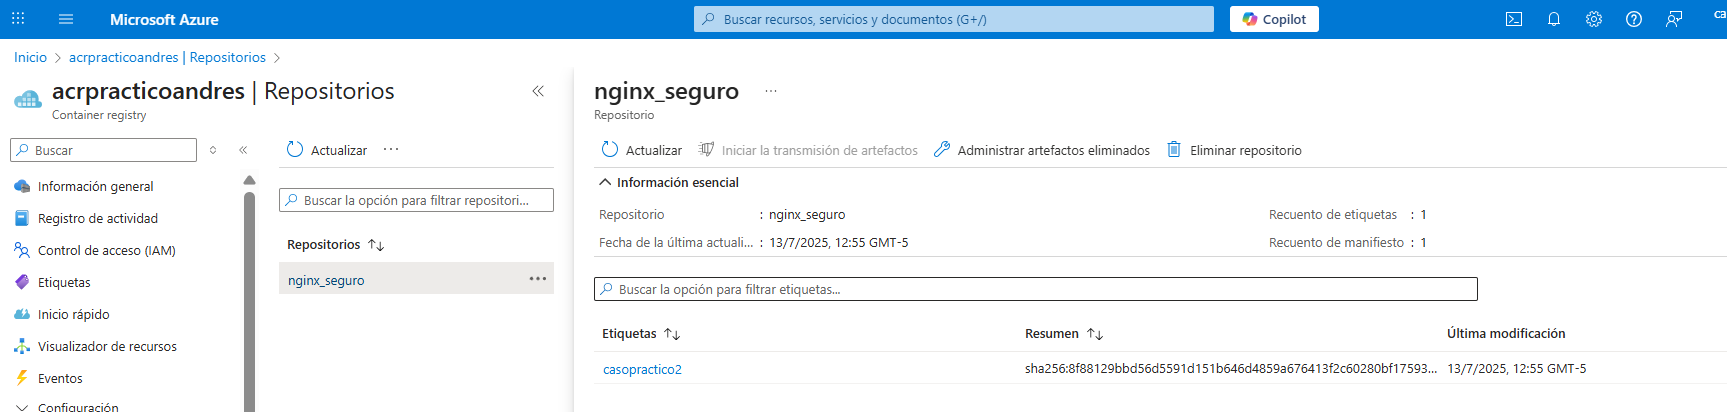 Microsoft Azure
Buscar recursos, servicios y documentos (G+/)
Copilot
Inicio > acrpracticoandres | Repositorios >
acrpracticoandres | Repositorios
Container registry
Buscar
Información general
Registro de actividad
Control de acceso (IAM)
Etiquetas
Inicio rápido
Visualizador de recursos
Eventos
Configuración
Actualizar
Buscar la opción para filtrar repositori...
Repositorios
nginx_seguro
nginx_seguro
Repositorio
Actualizar Iniciar la transmisión de artefactos Administrar artefactos eliminados Eliminar repositorio
Información esencial
Repositorio : nginx_seguro Recuento de etiquetas : 1
Fecha de la última actuali... : 13/7/2025, 12:55 GMT-5 Recuento de manifiesto : 1
Buscar la opción para filtrar etiquetas...
Etiquetas Resumen Última modificación
casopractico2 sha256:8f88129bbd56d5591d151b646d4859a676413f2c60280bf17593... 13/7/2025, 12:55 GMT-5